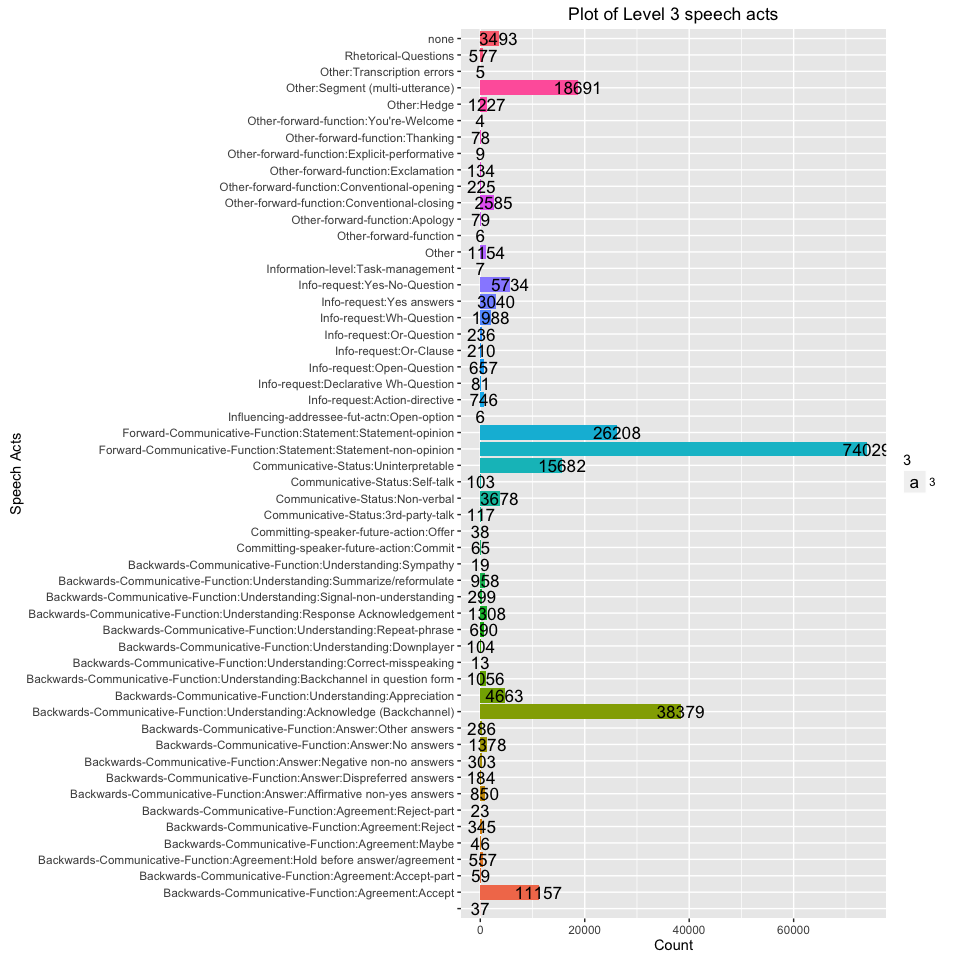 Plot of Level 3 speech acts
none 3493
Rhetorical-Questions 577
Other:Transcription errors 5
Other:Segment (multi-utterance) 18691
Other:Hedge 1227
Other-forward-function:You're-Welcome 4
Other-forward-function:Thanking 78
Other-forward-function:Explicit-performative 9
Other-forward-function:Exclamation 134
Other-forward-function:Conventional-opening 225
Other-forward-function:Conventional-closing 2585
Other-forward-function:Apology 79
Other-forward-function 6
Other 1154
Information-level:Task-management 7
Info-request:Yes-No-Question 5734
Info-request:Yes answers 3040
Info-request:Wh-Question 1988
Info-request:Or-Question 236
Info-request:Or-Clause 210
Info-request:Open-Question 657
Info-request:Declarative Wh-Question 81
Info-request:Action-directive 746
Influencing-addressee-fut-actn:Open-option 6
Forward-Communicative-Function:Statement:Statement-opinion 26208
Forward-Communicative-Function:Statement:Statement-non-opinion 74029
Communicative-Status:Uninterpretable 15682
Communicative-Status:Self-talk 103
Communicative-Status:Non-verbal 3678
Communicative-Status:3rd-party-talk 117
Committing-speaker-future-action:Offer 38
Committing-speaker-future-action:Commit 65
Backwards-Communicative-Function:Understanding:Sympathy 19
Backwards-Communicative-Function:Understanding:Summarize/reformulate 958
Backwards-Communicative-Function:Understanding:Signal-non-understanding 299
Backwards-Communicative-Function:Understanding:Response Acknowledgement 1308
Backwards-Communicative-Function:Understanding:Repeat-phrase 690
Backwards-Communicative-Function:Understanding:Downplayer 104
Backwards-Communicative-Function:Understanding:Correct-misspeaking 13
Backwards-Communicative-Function:Understanding:Backchannel in question form 1056
Backwards-Communicative-Function:Understanding:Appreciation 4663
Backwards-Communicative-Function:Understanding:Acknowledge (Backchannel) 38379
Backwards-Communicative-Function:Answer:Other answers 286
Backwards-Communicative-Function:Answer:No answers 1378
Backwards-Communicative-Function:Answer:Negative non-no answers 303
Backwards-Communicative-Function:Answer:Dispreferred answers 184
Backwards-Communicative-Function:Answer:Affirmative non-yes answers 850
Backwards-Communicative-Function:Agreement:Reject-part 23
Backwards-Communicative-Function:Agreement:Reject 345
Backwards-Communicative-Function:Agreement:Maybe 46
Backwards-Communicative-Function:Agreement:Hold before answer/agreement 557
Backwards-Communicative-Function:Agreement:Accept-part 59
Backwards-Communicative-Function:Agreement:Accept 11157
37
0 20000 40000 60000
Count
Speech Acts
3
a 3